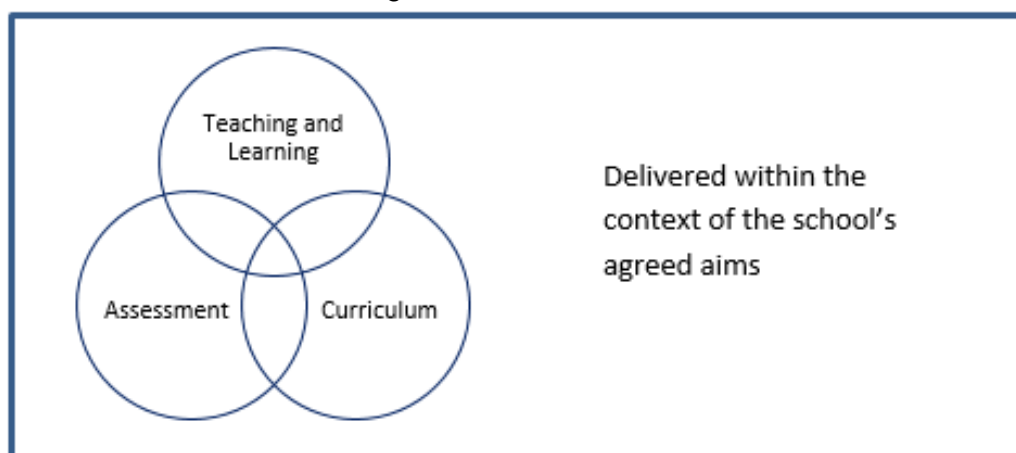 Teaching and
Learning
Assessment
Curriculum
Delivered within the
context of the school's
agreed aims